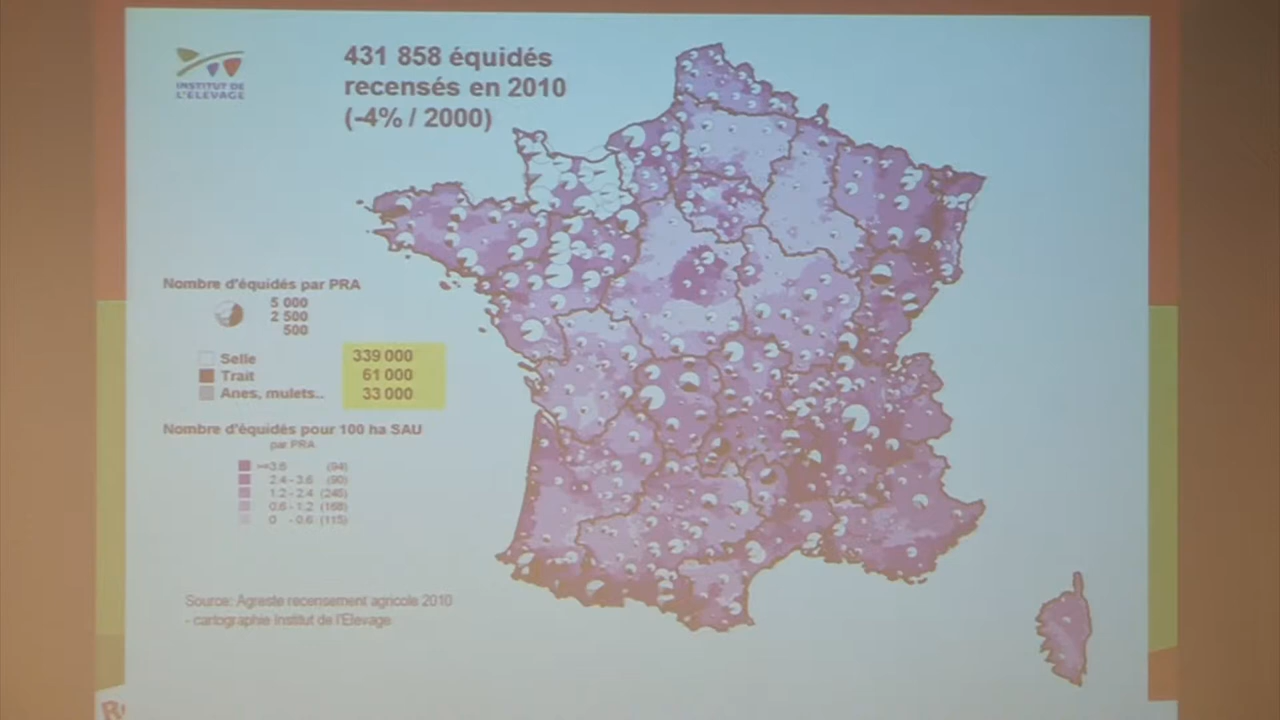 INSTITUT DE
L'ELEVAGE
431 858 équidés
recensés en 2010
(-4% / 2000)
Nombre d'équidés par PRA
5 000
2 500
500
Selle 339 000
Trait 61 000
Anes, mulets.. 33 000
Nombre d'équidés pour 100 ha SAU
par PRA
>=3.6 (94)
2.4 - 3.6 (90)
1.2 - 2.4 (246)
0.6 - 1.2 (168)
0 - 0.6 (115)
Source: Agreste recensement agricole 2010
- cartographie Institut de l'Elevage